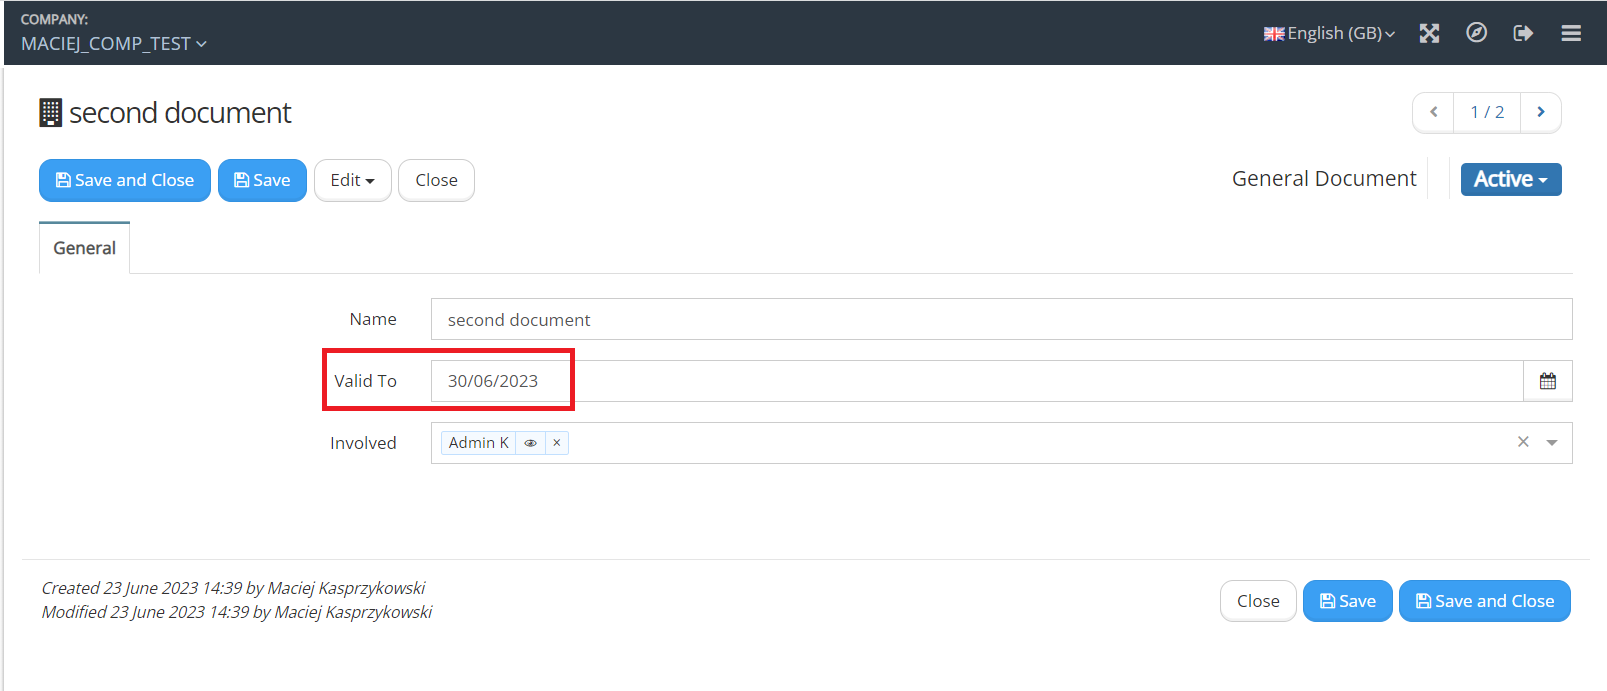 COMPANY:
MACIEJ_COMP_TEST
English (GB)
second document
1 / 2
Save and Close Save Edit Close
General Document Active
General
Name second document
Valid To 30/06/2023
Involved Admin K
Created 23 June 2023 14:39 by Maciej Kasprzykowski
Modified 23 June 2023 14:39 by Maciej Kasprzykowski
Close Save Save and Close